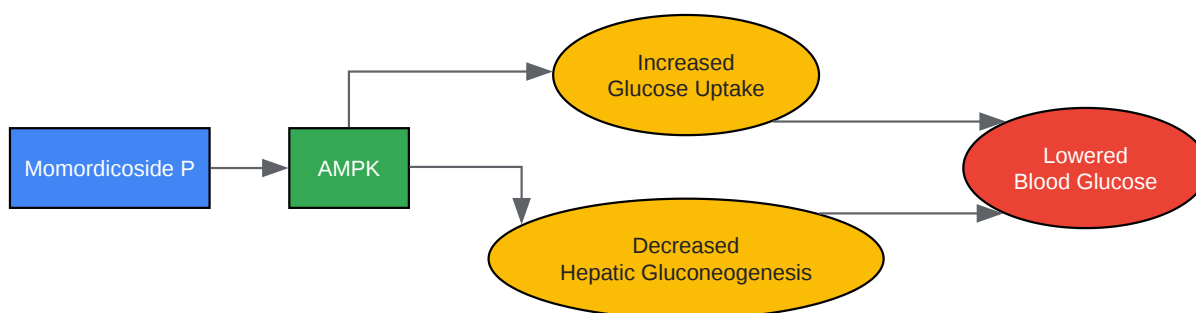 Momordicoside P
AMPK
Increased
Glucose Uptake
Decreased
Hepatic Gluconeogenesis
Lowered
Blood Glucose